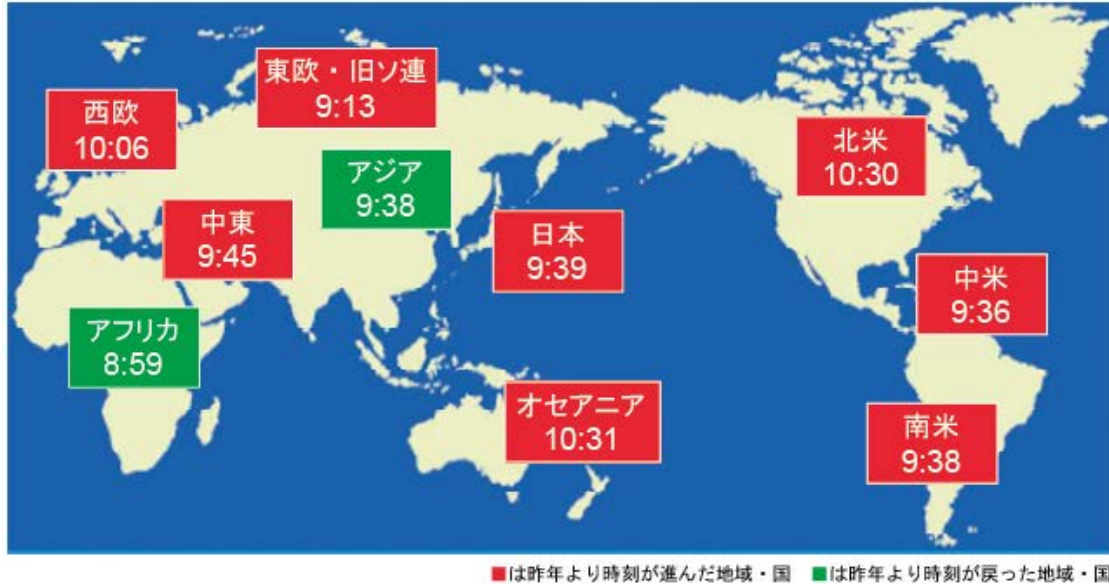 東欧・旧ソ連
9:13
西欧
10:06
北米
10:30
アジア
9:38
中東
9:45
日本
9:39
中米
9:36
アフリカ
8:59
オセアニア
10:31
南米
9:38
■は昨年より時刻が進んだ地域・国 ■は昨年より時刻が戻った地域・国